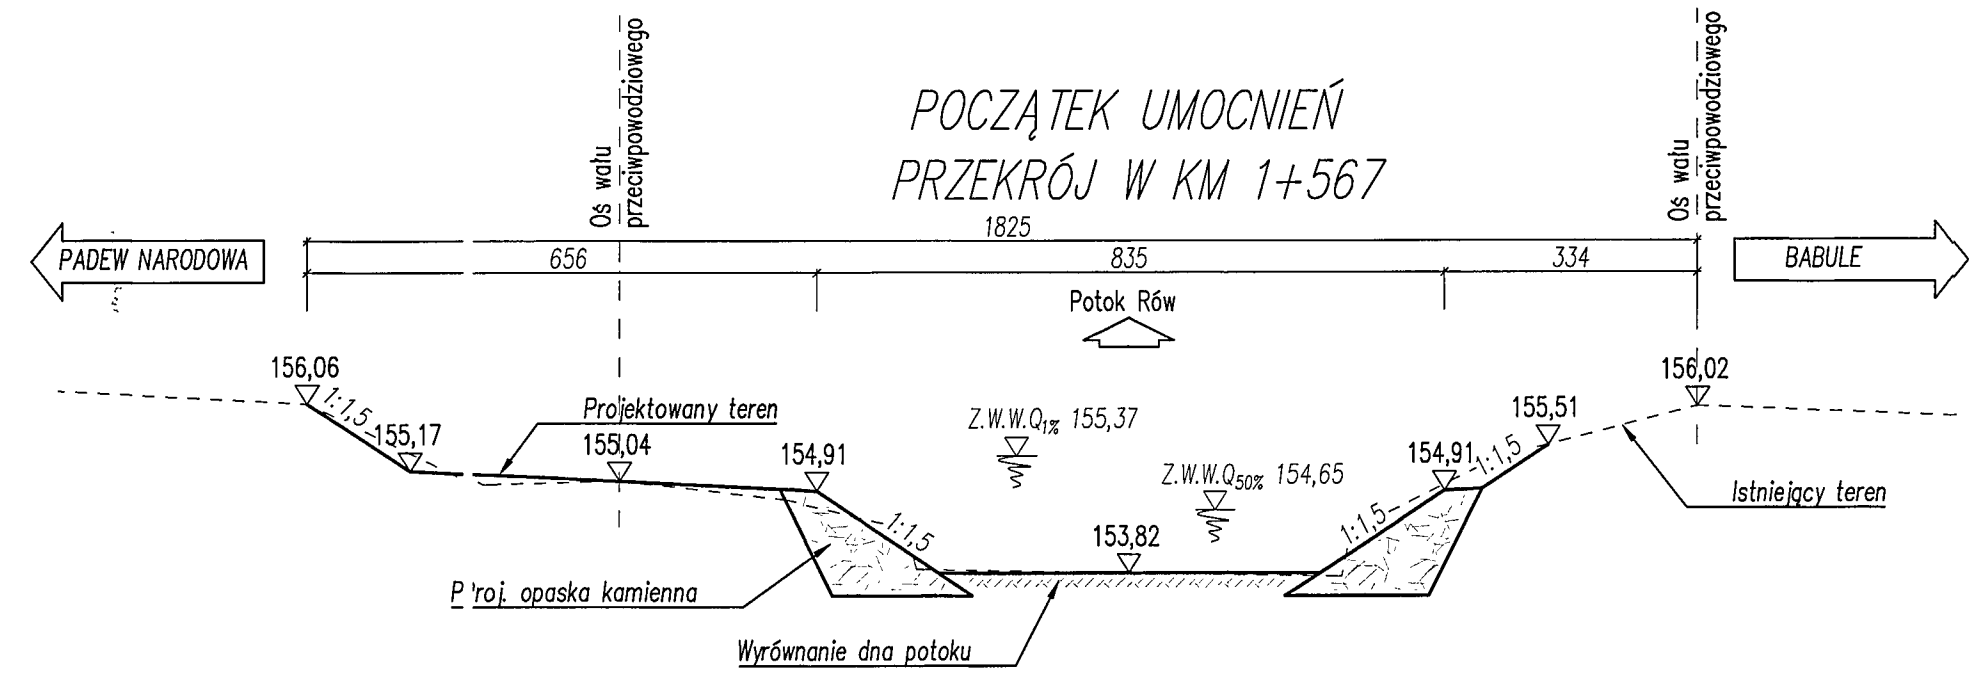 Oś wału
przeciwpowodziowego
Oś wału
przeciwpowodziowego
POCZĄTEK UMOCNIEŃ
PRZEKRÓJ W KM 1+567
1825
PADEW NARODOWA
656
835
334
BABULE
Potok Rów
156,06
156,02
1:1,5
155,17
Projektowany teren
155,04
154,91
Z.W.W.Q1% 155,37
Z.W.W.Q50% 154,65
154,91
155,51
1:1,5
Istniejący teren
1:1,5
153,82
1:1,5
P'roj. opaska kamienna
Wyrównanie dna potoku